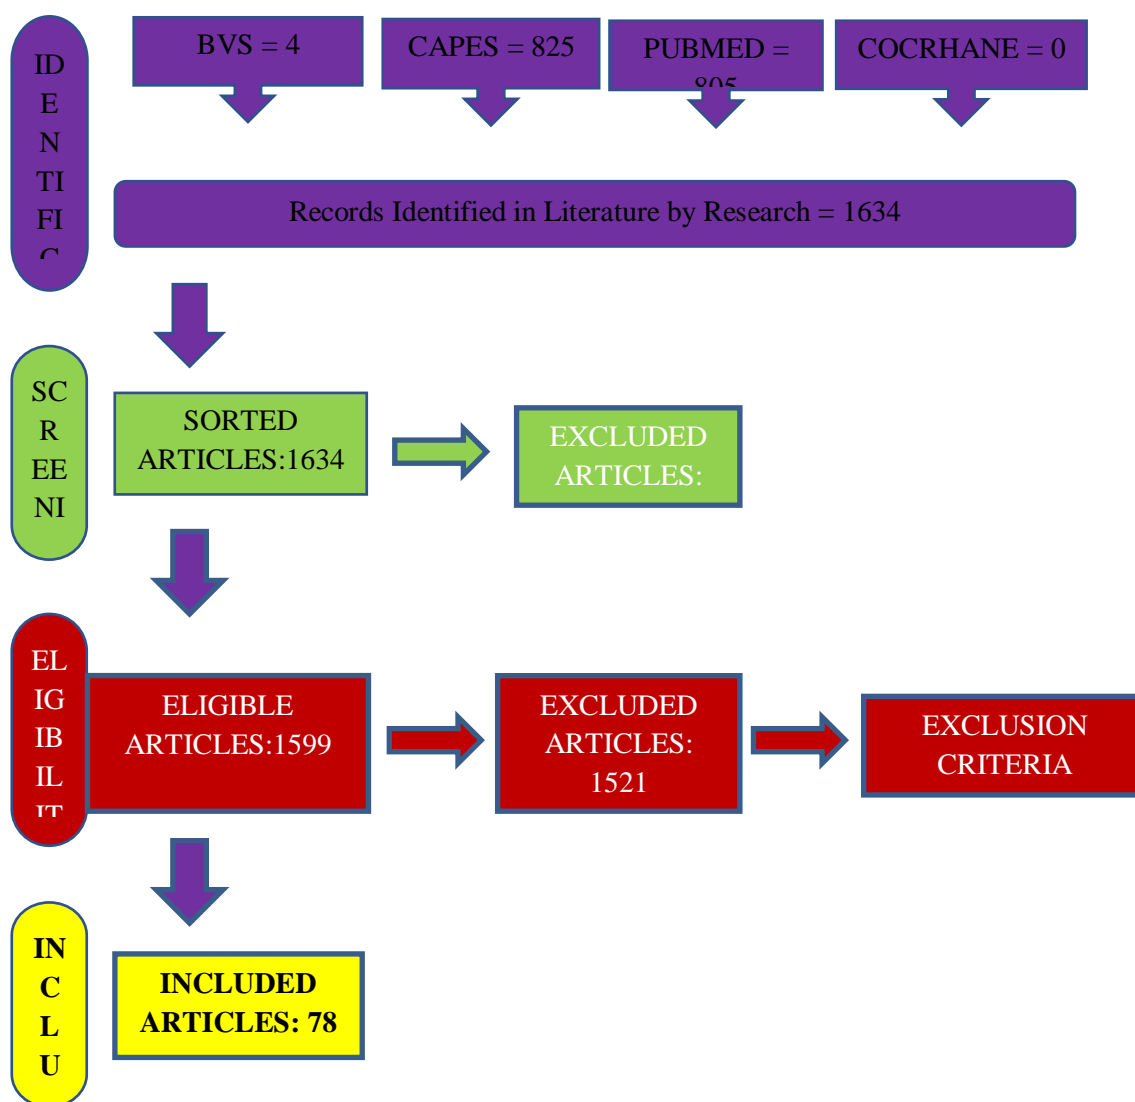 ID
E
N
TI
FI
C
BVS = 4
CAPES = 825
PUBMED =
805
COCRHANE = 0
Records Identified in Literature by Research = 1634
SC
R
EE
NI
SORTED
ARTICLES:1634
EXCLUDED
ARTICLES:
EL
IG
IB
IL
IT
ELIGIBLE
ARTICLES:1599
EXCLUDED
ARTICLES:
1521
EXCLUSION
CRITERIA
IN
C
L
U
INCLUDED
ARTICLES: 78